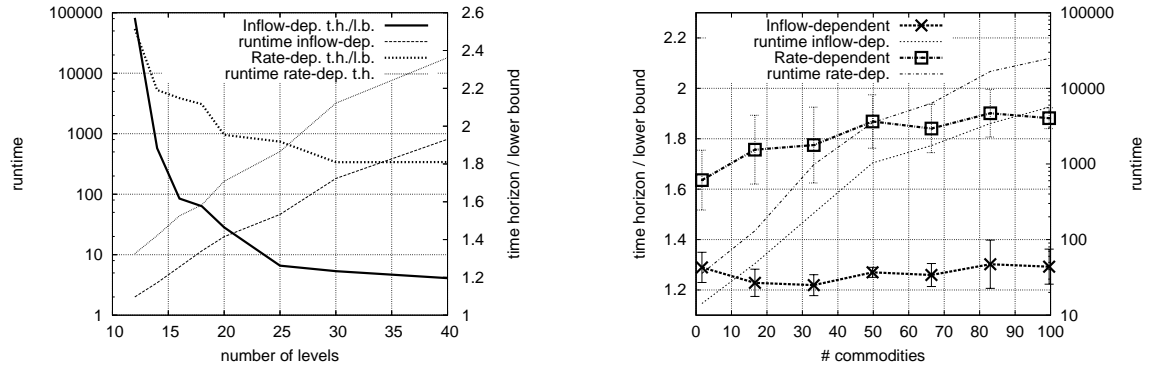 Inflow-dep. t.h./l.b.
runtime inflow-dep.
Rate-dep. t.h./l.b.
runtime rate-dep. t.h.
100000
10000
1000
100
10
1
runtime
10 15 20 25 30 35 40
number of levels
2.6
2.4
2.2
2
1.8
1.6
1.4
1.2
1
time horizon / lower bound
Inflow-dependent
runtime inflow-dep.
Rate-dependent
runtime rate-dep.
2.2
2.1
2
1.8
1.6
1.4
1.2
time horizon / lower bound
0 10 20 30 40 50 60 70 80 90 100
# commodities
100000
10000
1000
100
10
runtime